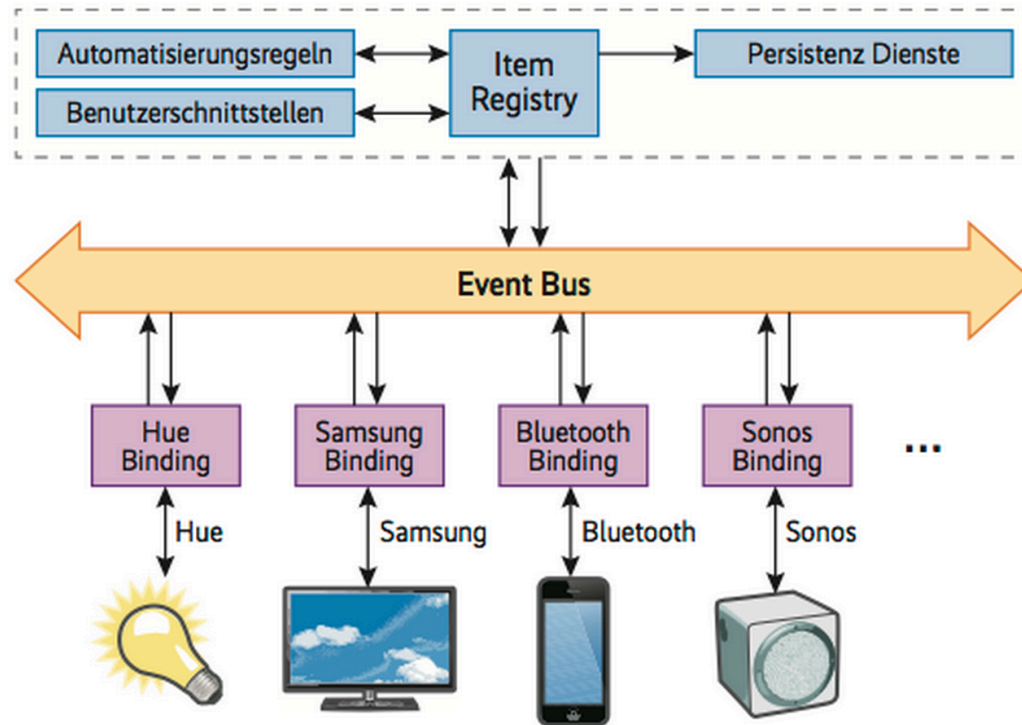 Automatisierungsregeln
Benutzerschnittstellen
Item
Registry
Persistenz Dienste
Event Bus
Hue
Binding
Samsung
Binding
Bluetooth
Binding
Sonos
Binding
...
Hue
Samsung
Bluetooth
Sonos